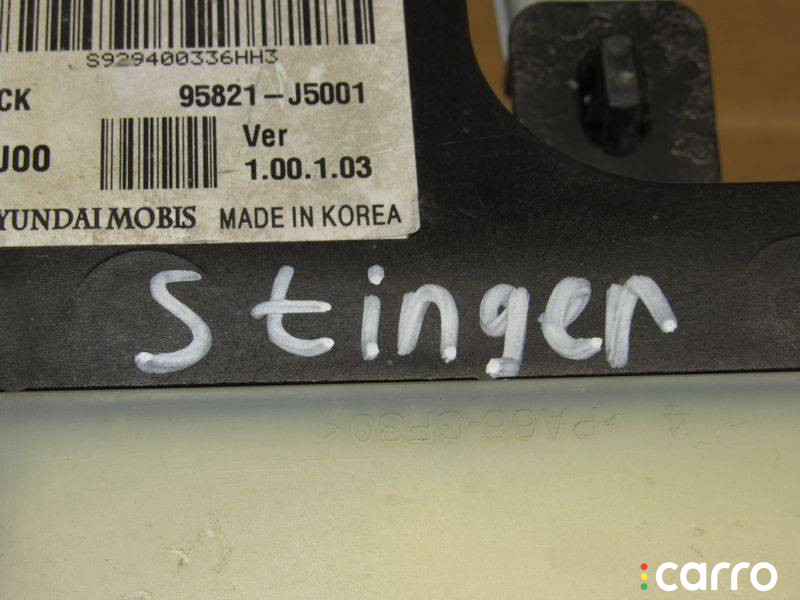 S929400336HH3
CK 95821-J5001
J00 Ver
1.00.1.03
YUNDAI MOBIS MADE IN KOREA
Stinger
>PA66-GF30<
carro